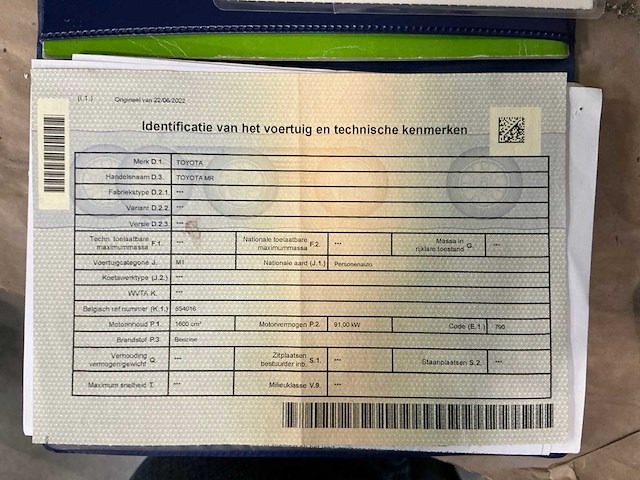 (I.T.) Origineel van 22/06/2022
Identificatie van het voertuig en technische kenmerken
Merk D.1. TOYOTA
Handelsnaam D.3. TOYOTA MR
Fabriekstype D.2.1. ***
Variant D.2.2 ***
Versie D.2.3 ***
Techn. toelaatbare maximummassa F.1. *** Nationale toelaatbare maximummassa F.2. *** Massa in rijklare toestand G. ***
Voertuigcategorie J. M1 Nationale aard (J.1.) Personenauto
Koetswerktype (J.2.) ***
WVTA K. ***
Belgisch ref nummer (K.1.)
Motorinhoud P.1. 1600 cm³ Motorvermogen P.2. 91,00 kW Code (E.1.) 790
Brandstof P.3. Benzine
Verhouding vermogen/gewicht Q. *** Zitplaatsen bestuurder inb. S.1. *** Staanplaatsen S.2. ***
Maximum snelheid T. *** Milieuklasse V.9. ***